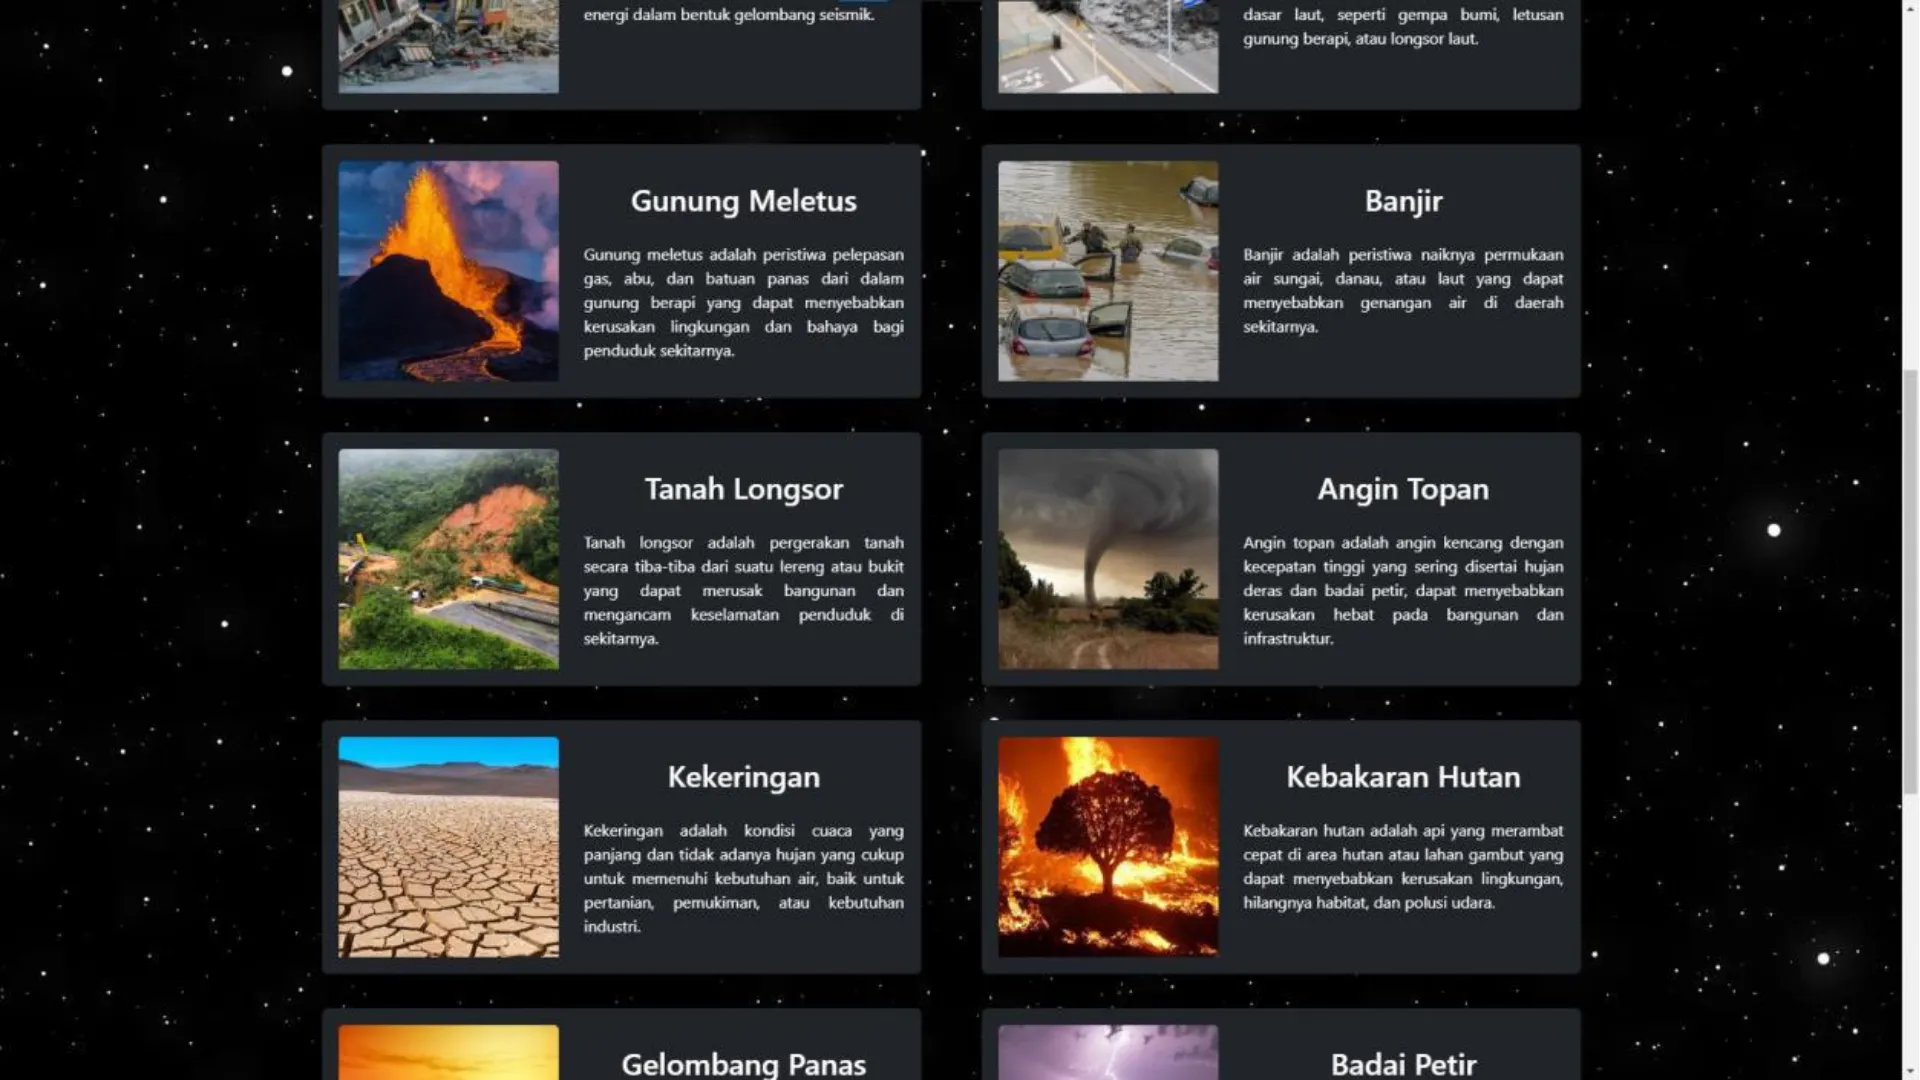 energi dalam bentuk gelombang seismik.
dasar laut, seperti gempa bumi, letusan
gunung berapi, atau longsor laut.
Gunung Meletus
Gunung meletus adalah peristiwa pelepasan
gas, abu, dan batuan panas dari dalam
gunung berapi yang dapat menyebabkan
kerusakan lingkungan dan bahaya bagi
penduduk sekitarnya.
Banjir
Banjir adalah peristiwa naiknya permukaan
air sungai, danau, atau laut yang dapat
menyebabkan genangan air di daerah
sekitarnya.
Tanah Longsor
Tanah longsor adalah pergerakan tanah
secara tiba-tiba dari suatu lereng atau bukit
yang dapat merusak bangunan dan
mengancam keselamatan penduduk di
sekitarnya.
Angin Topan
Angin topan adalah angin kencang dengan
kecepatan tinggi yang sering disertai hujan
deras dan badai petir, dapat menyebabkan
kerusakan hebat pada bangunan dan
infrastruktur.
Kekeringan
Kekeringan adalah kondisi cuaca yang
panjang dan tidak adanya hujan yang cukup
untuk memenuhi kebutuhan air, baik untuk
pertanian, pemukiman, atau kebutuhan
industri.
Kebakaran Hutan
Kebakaran hutan adalah api yang merambat
cepat di area hutan atau lahan gambut yang
dapat menyebabkan kerusakan lingkungan,
hilangnya habitat, dan polusi udara.
Gelombang Panas
Badai Petir